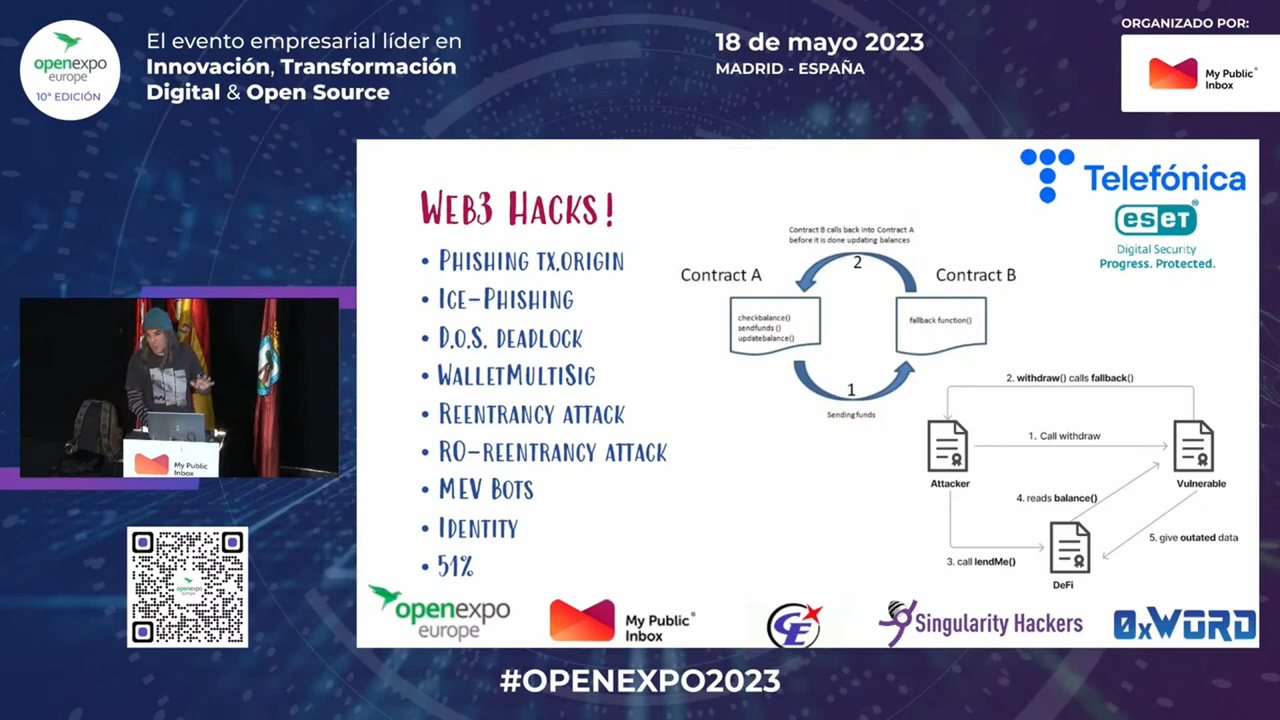 openexpo
europe
10ª EDICIÓN
El evento empresarial líder en
Innovación, Transformación
Digital & Open Source
18 de mayo 2023
MADRID - ESPAÑA
ORGANIZADO POR:
My Public®
Inbox
Telefónica
eset®
Digital Security
Progress. Protected.
WEB3 HACKS!
• PHISHING TX.ORIGIN
• ICE-PHISHING
• D.O.S. DEADLOCK
• WALLETMULTISIG
• REENTRANCY ATTACK
• RO-REENTRANCY ATTACK
• MEV BOTS
• IDENTITY
• 51%
Contract B calls back into Contract A
before it is done updating balances
2
Contract A
Contract B
checkbalance()
sendfunds ()
updatebalance()
fallback function()
1
Sending funds
2. withdraw() calls fallback()
1. Call withdraw
Attacker
Vulnerable
4. reads balance()
5. give outated data
3. call lendMe()
DeFi
My Public
Inbox
openexpo
europe
openexpo
europe
My Public®
Inbox
CE
Singularity Hackers
0xWORD
#OPENEXPO2023